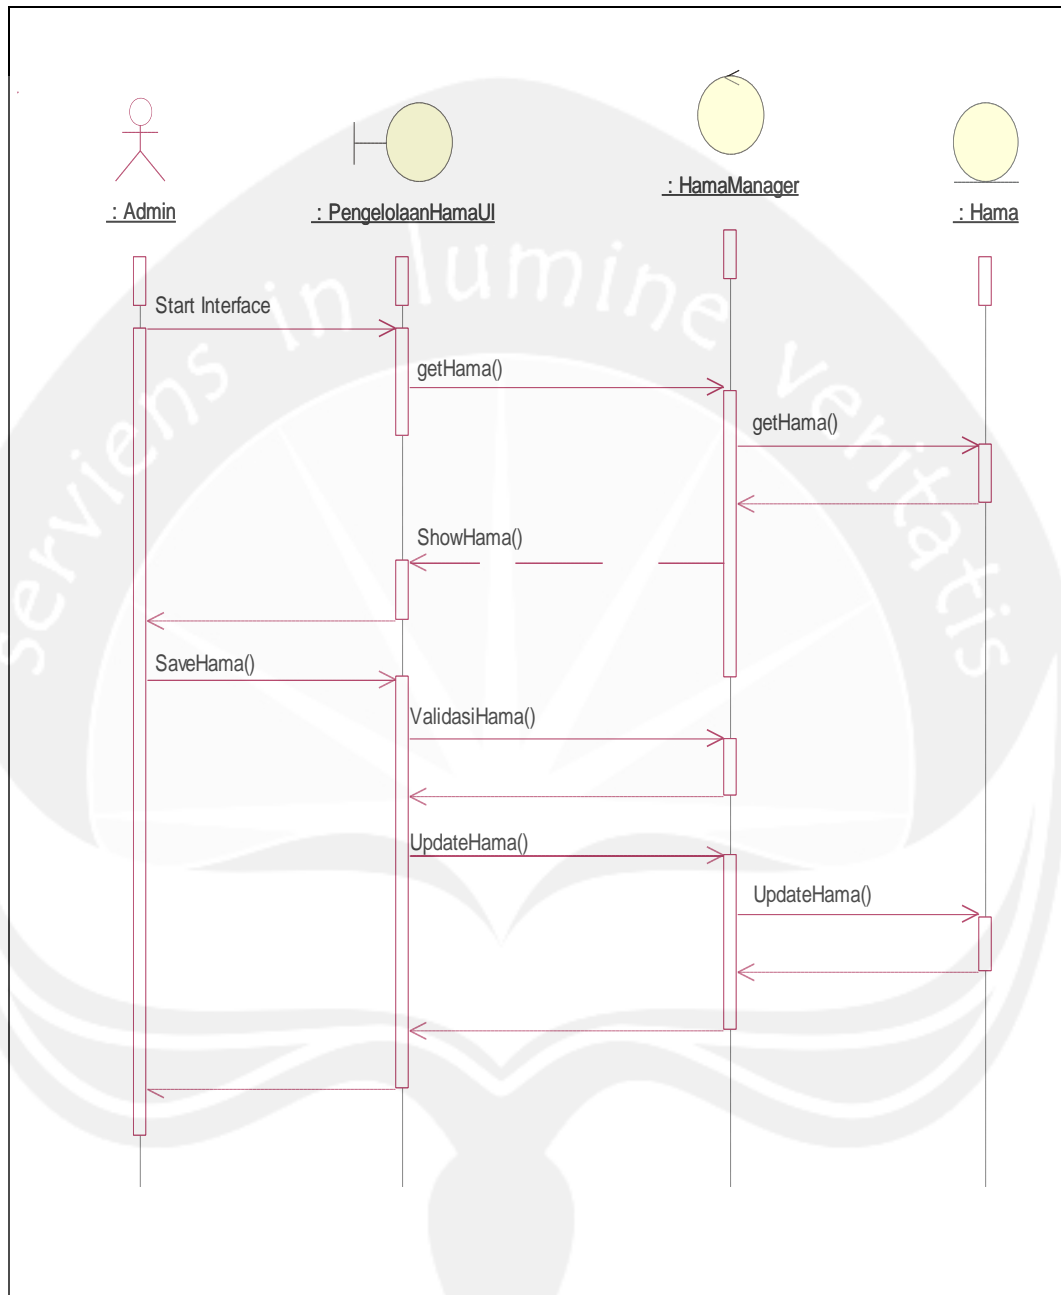 : Admin
: PengelolaanHamaUI
: HamaManager
: Hama
Start Interface
getHama()
getHama()
ShowHama()
SaveHama()
ValidasiHama()
UpdateHama()
UpdateHama()
serviens in lumine veritatis